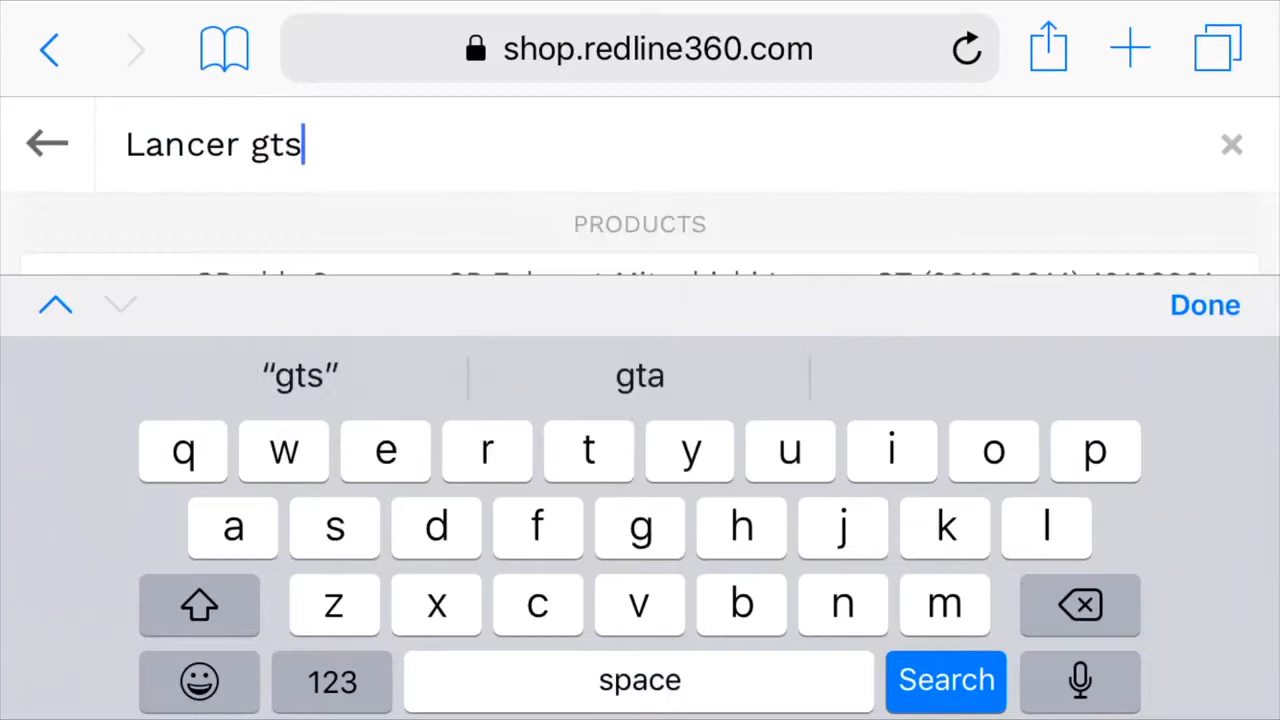 shop.redline360.com
Lancer gts
PRODUCTS
Done
“gts”
gta
q w e r t y u i o p
a s d f g h j k l
z x c v b n m
123 space Search